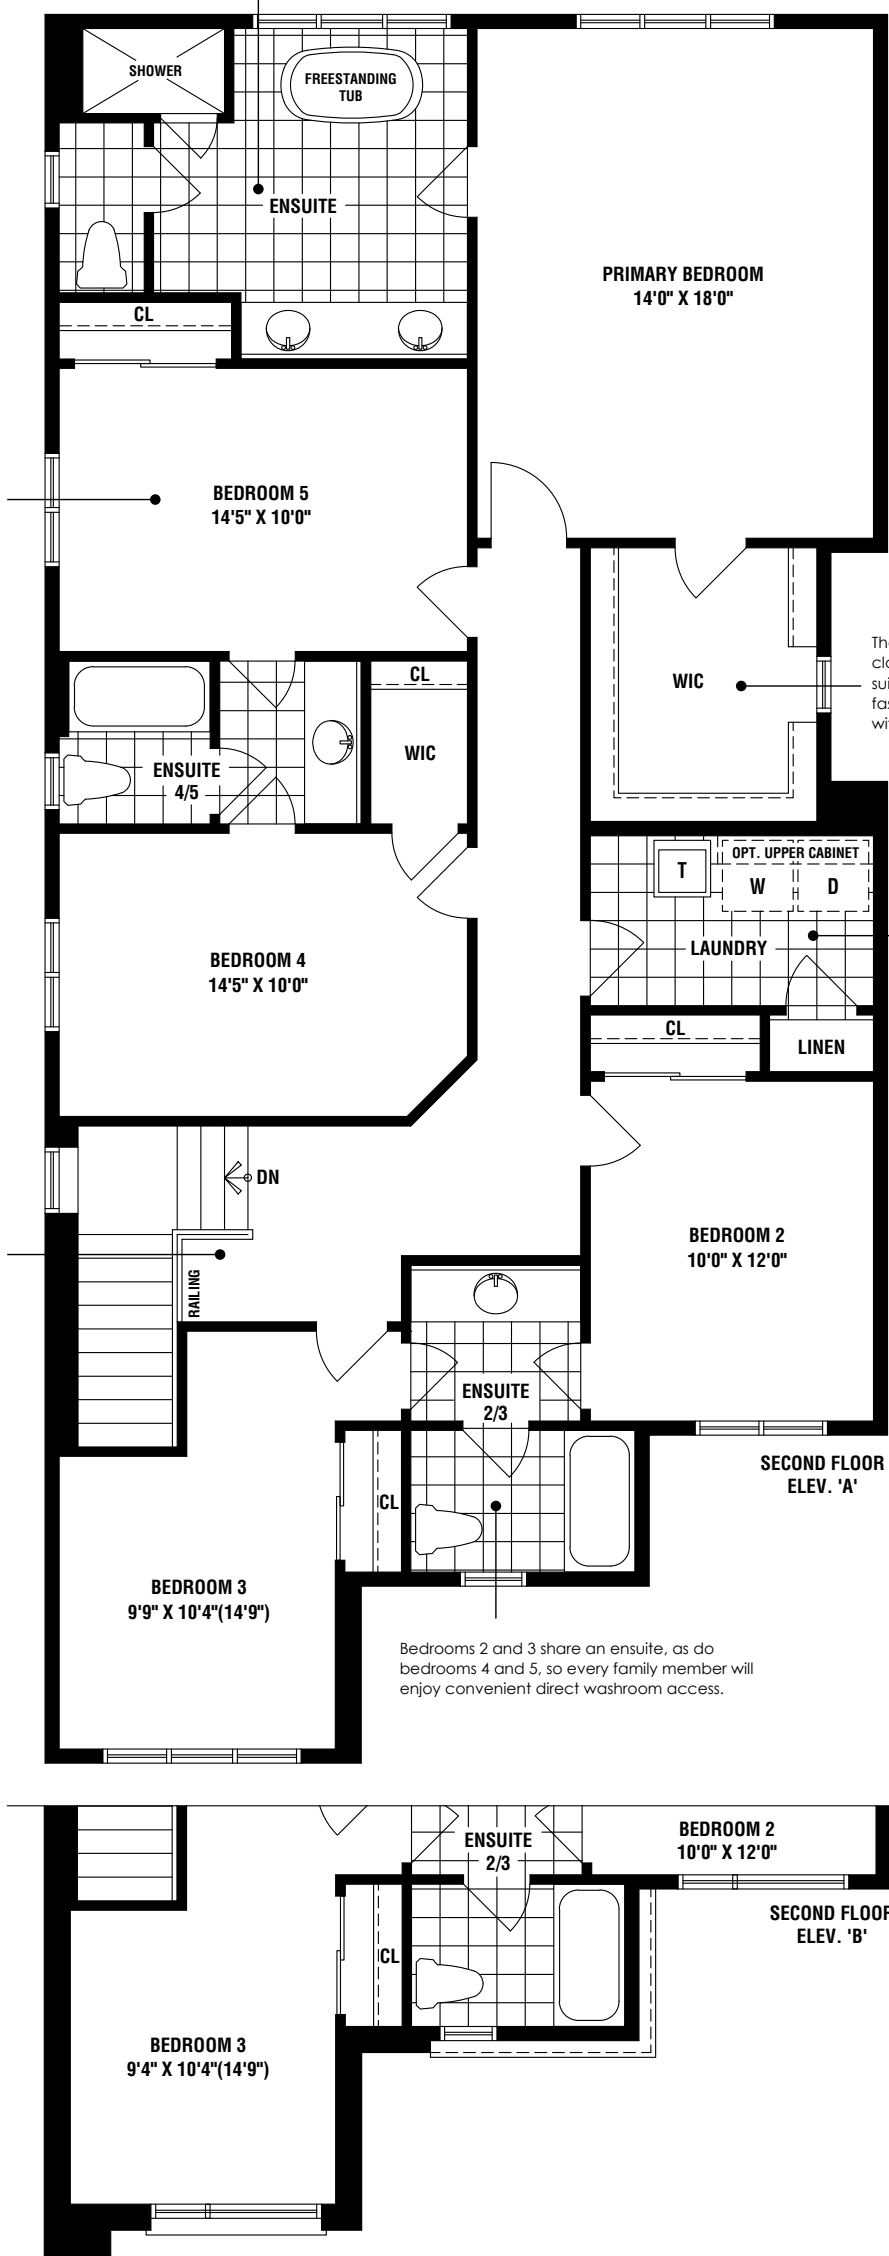 SHOWER
FREESTANDING
TUB
ENSUITE
PRIMARY BEDROOM
14'0" X 18'0"
CL
BEDROOM 5
14'5" X 10'0"
CL
WIC
WIC
ENSUITE
4/5
OPT. UPPER CABINET
T
W
D
LAUNDRY
BEDROOM 4
14'5" X 10'0"
CL
LINEN
DN
RAILING
BEDROOM 2
10'0" X 12'0"
ENSUITE
2/3
SECOND FLOOR
ELEV. 'A'
CL
BEDROOM 3
9'9" X 10'4"(14'9")
Bedrooms 2 and 3 share an ensuite, as do
bedrooms 4 and 5, so every family member will
enjoy convenient direct washroom access.
ENSUITE
2/3
BEDROOM 2
10'0" X 12'0"
SECOND FLOOR
ELEV. 'B'
CL
BEDROOM 3
9'4" X 10'4"(14'9")